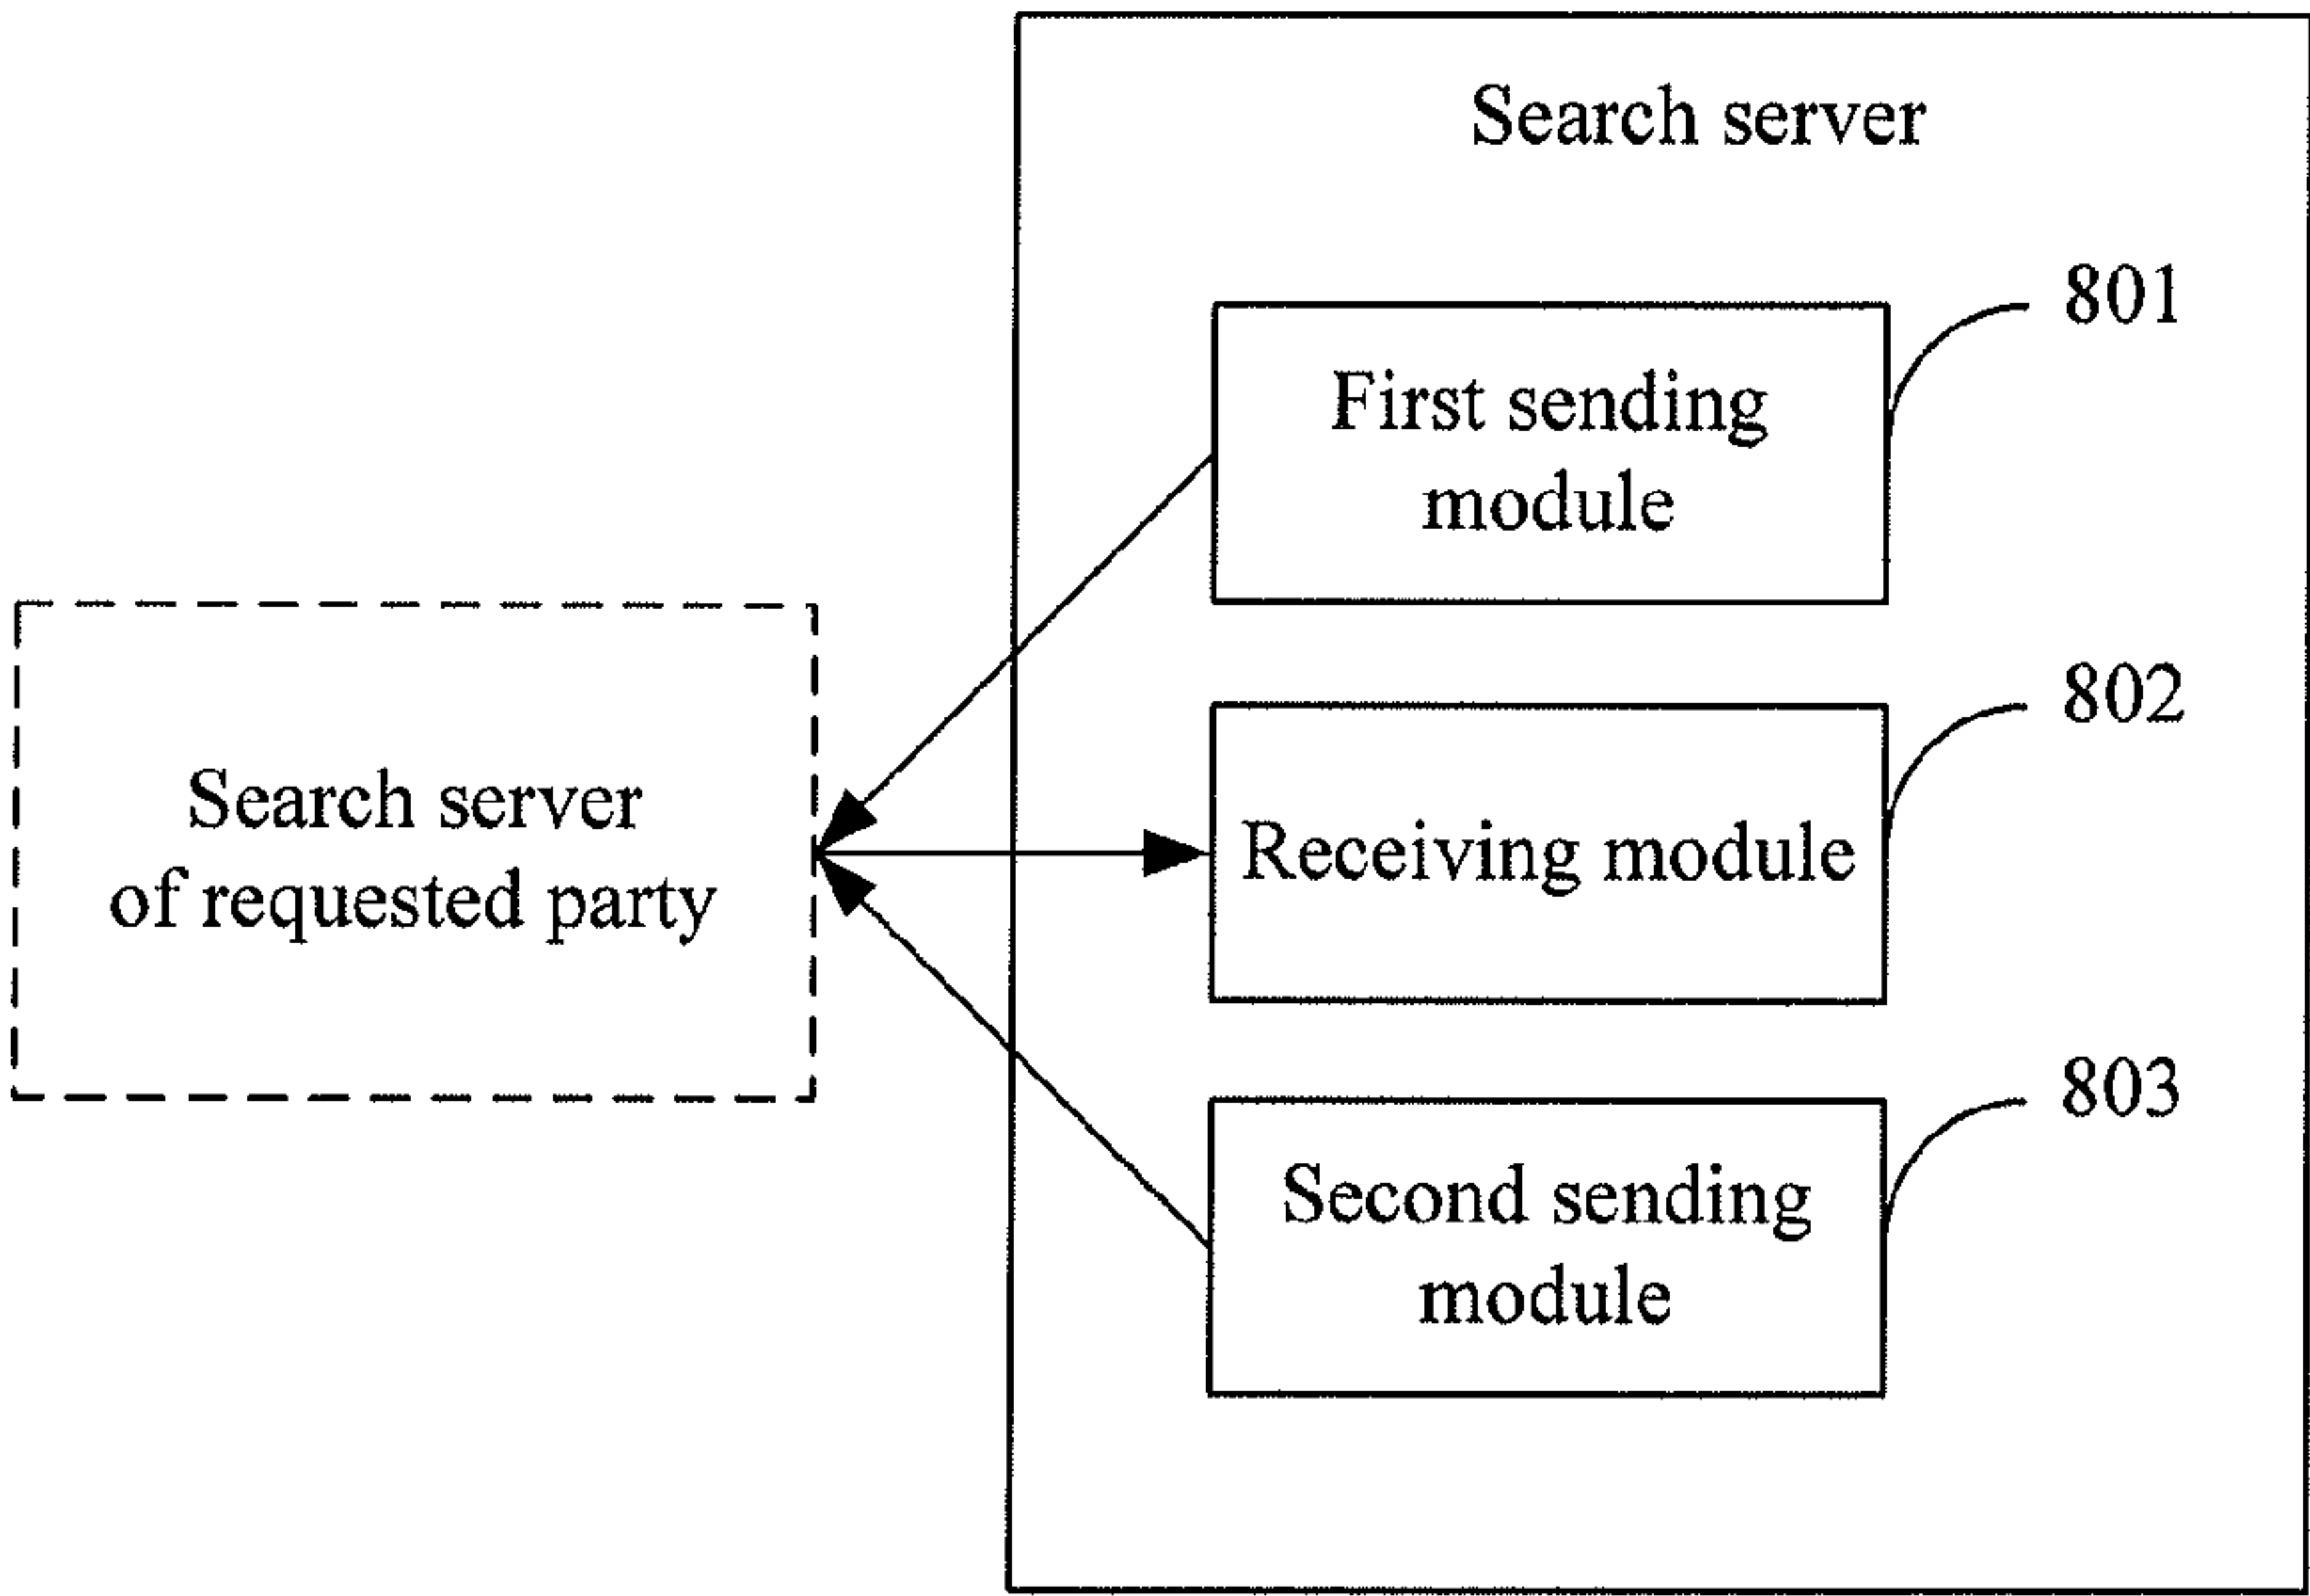 Search server
801
First sending
module
802
Search server
of requested party
Receiving module
803
Second sending
module